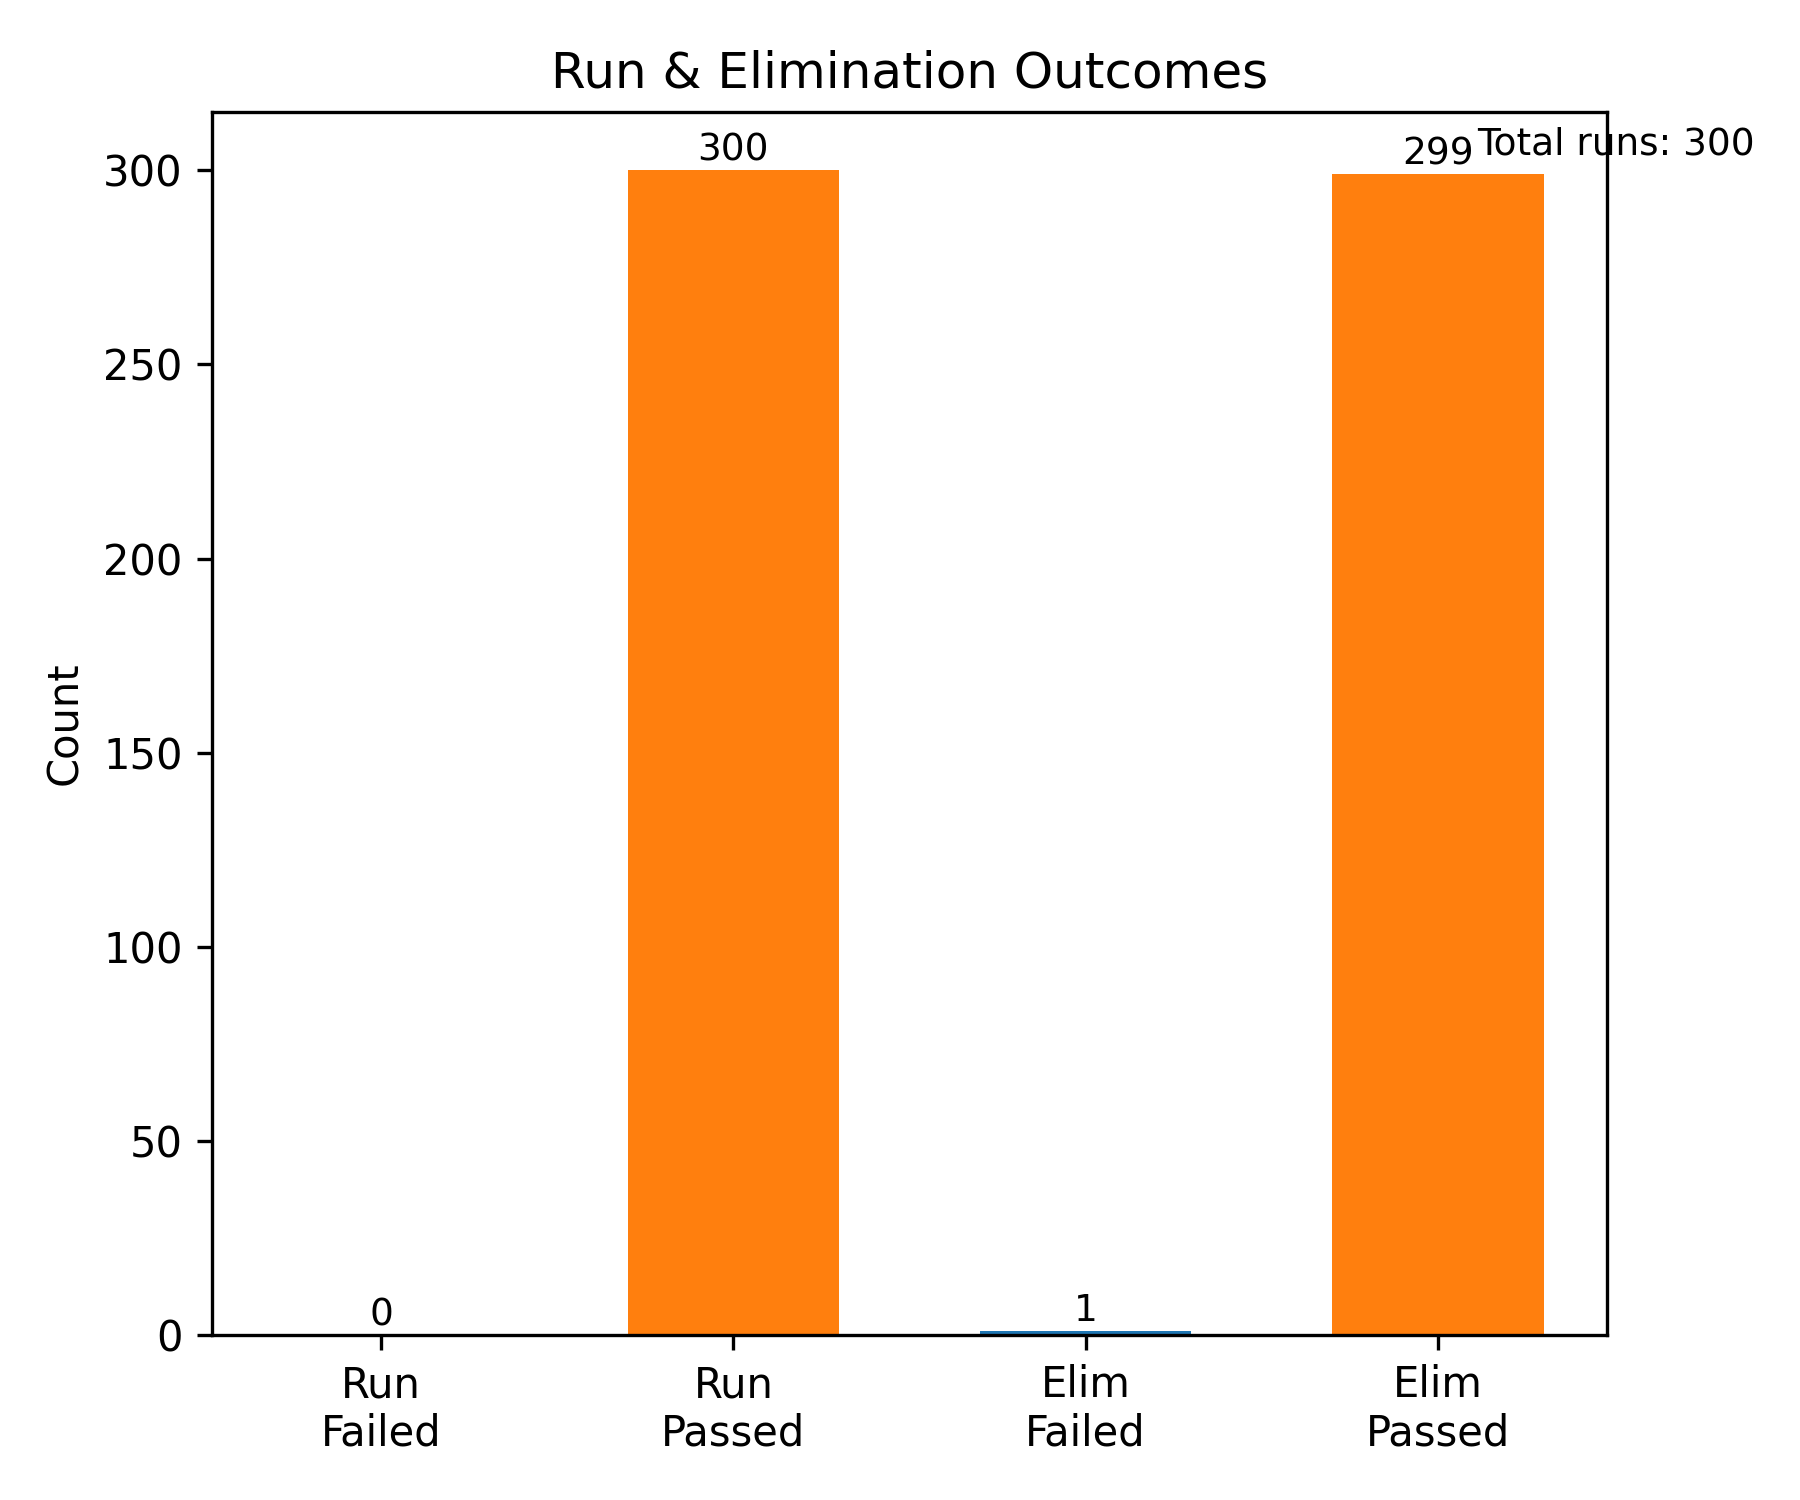 Run & Elimination Outcomes
300
299
Total runs: 300
300
250
200
150
100
50
0
Count
0
1
Run
Failed
Run
Passed
Elim
Failed
Elim
Passed